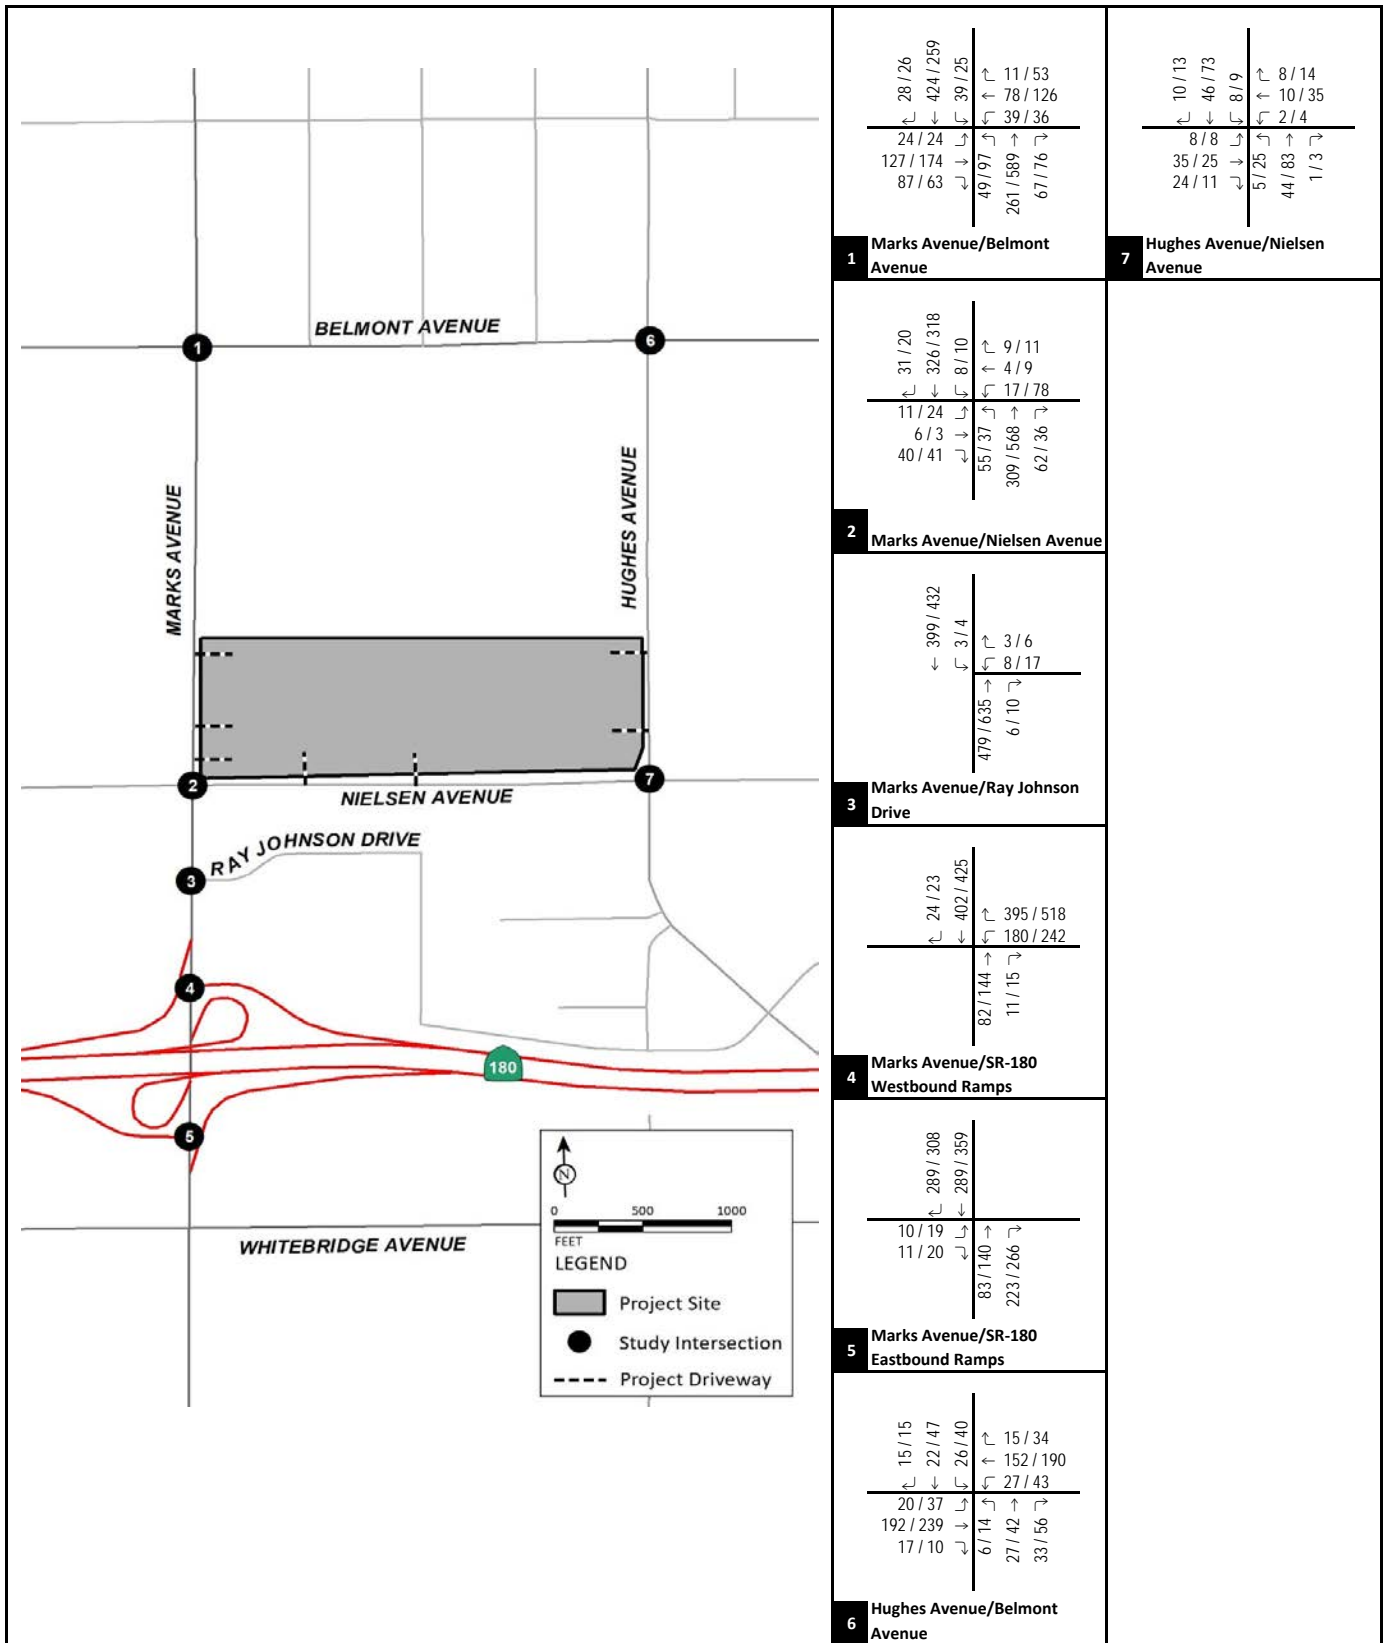 BELMONT AVENUE
1
6
MARKS AVENUE
HUGHES AVENUE
2
7
NIELSEN AVENUE
RAY JOHNSON DRIVE
3
4
180
5
WHITEBRIDGE AVENUE
N
0 500 1000
FEET
LEGEND
Project Site
Study Intersection
Project Driveway
28 / 26
424 / 259
39 / 25
11 / 53
78 / 126
39 / 36
24 / 24
127 / 174
87 / 63
49 / 97
261 / 589
67 / 76
1 Marks Avenue/Belmont
Avenue
10 / 13
46 / 73
8 / 9
8 / 14
10 / 35
2 / 4
8 / 8
35 / 25
24 / 11
5 / 25
44 / 83
1 / 3
7 Hughes Avenue/Nielsen
Avenue
31 / 20
326 / 318
8 / 10
9 / 11
4 / 9
17 / 78
11 / 24
6 / 3
40 / 41
55 / 37
309 / 568
62 / 36
2 Marks Avenue/Nielsen Avenue
399 / 432
3 / 4
3 / 6
8 / 17
479 / 635
6 / 10
3 Marks Avenue/Ray Johnson
Drive
24 / 23
402 / 425
395 / 518
180 / 242
82 / 144
11 / 15
4 Marks Avenue/SR-180
Westbound Ramps
289 / 308
289 / 359
10 / 19
11 / 20
83 / 140
223 / 266
5 Marks Avenue/SR-180
Eastbound Ramps
15 / 15
22 / 47
26 / 40
15 / 34
152 / 190
27 / 43
20 / 37
192 / 239
17 / 10
6 / 14
27 / 42
33 / 56
6 Hughes Avenue/Belmont
Avenue